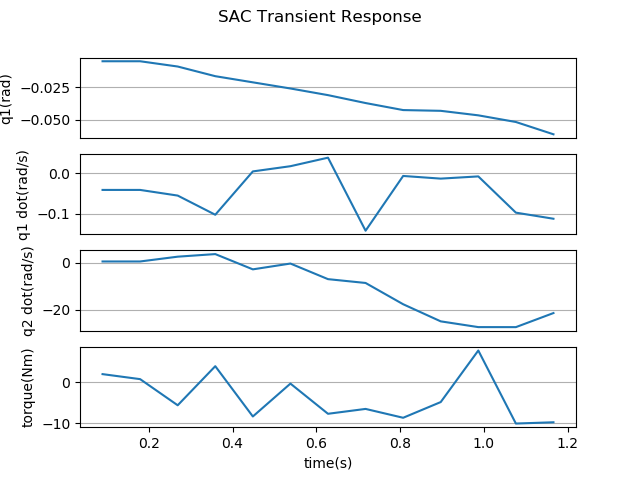 SAC Transient Response
q1(rad)
−0.025
−0.050
q1 dot(rad/s)
0.0
−0.1
q2 dot(rad/s)
0
−20
torque(Nm)
0
−10
0.2 0.4 0.6 0.8 1.0 1.2
time(s)